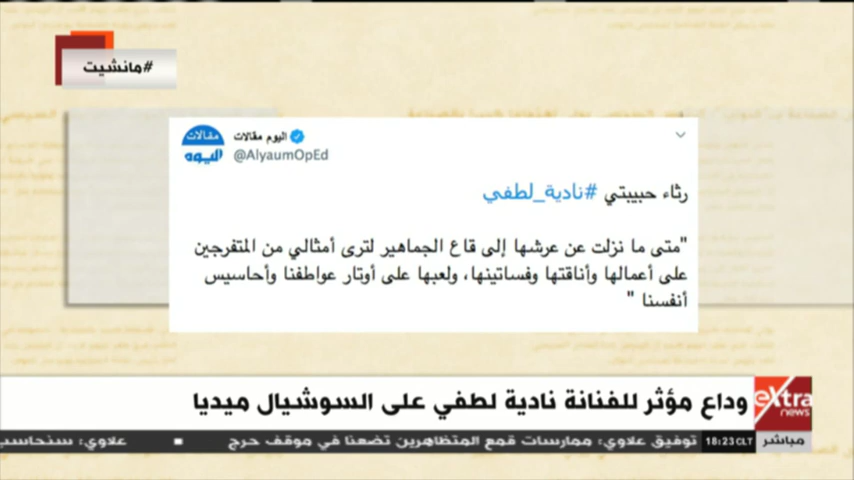 #مانشيت
اليوم مقالات
@AlyaumOpEd
مقالات
اليوم
رثاء حبيبتي #نادية_لطفي
"متى ما نزلت عن عرشها إلى قاع الجماهير لترى أمثالي من المتفرجين
على أعمالها وأناقتها وفساتينها، ولعبها على أوتار عواطفنا وأحاسيس
أنفسنا "
وداع مؤثر للفنانة نادية لطفي على السوشيال ميديا
eXtra
news
مباشر
18:23 CLT
توفيق علاوي: ممارسات قمع المتظاهرين تضعنا في موقف حرج
علاوي: سنحاسب